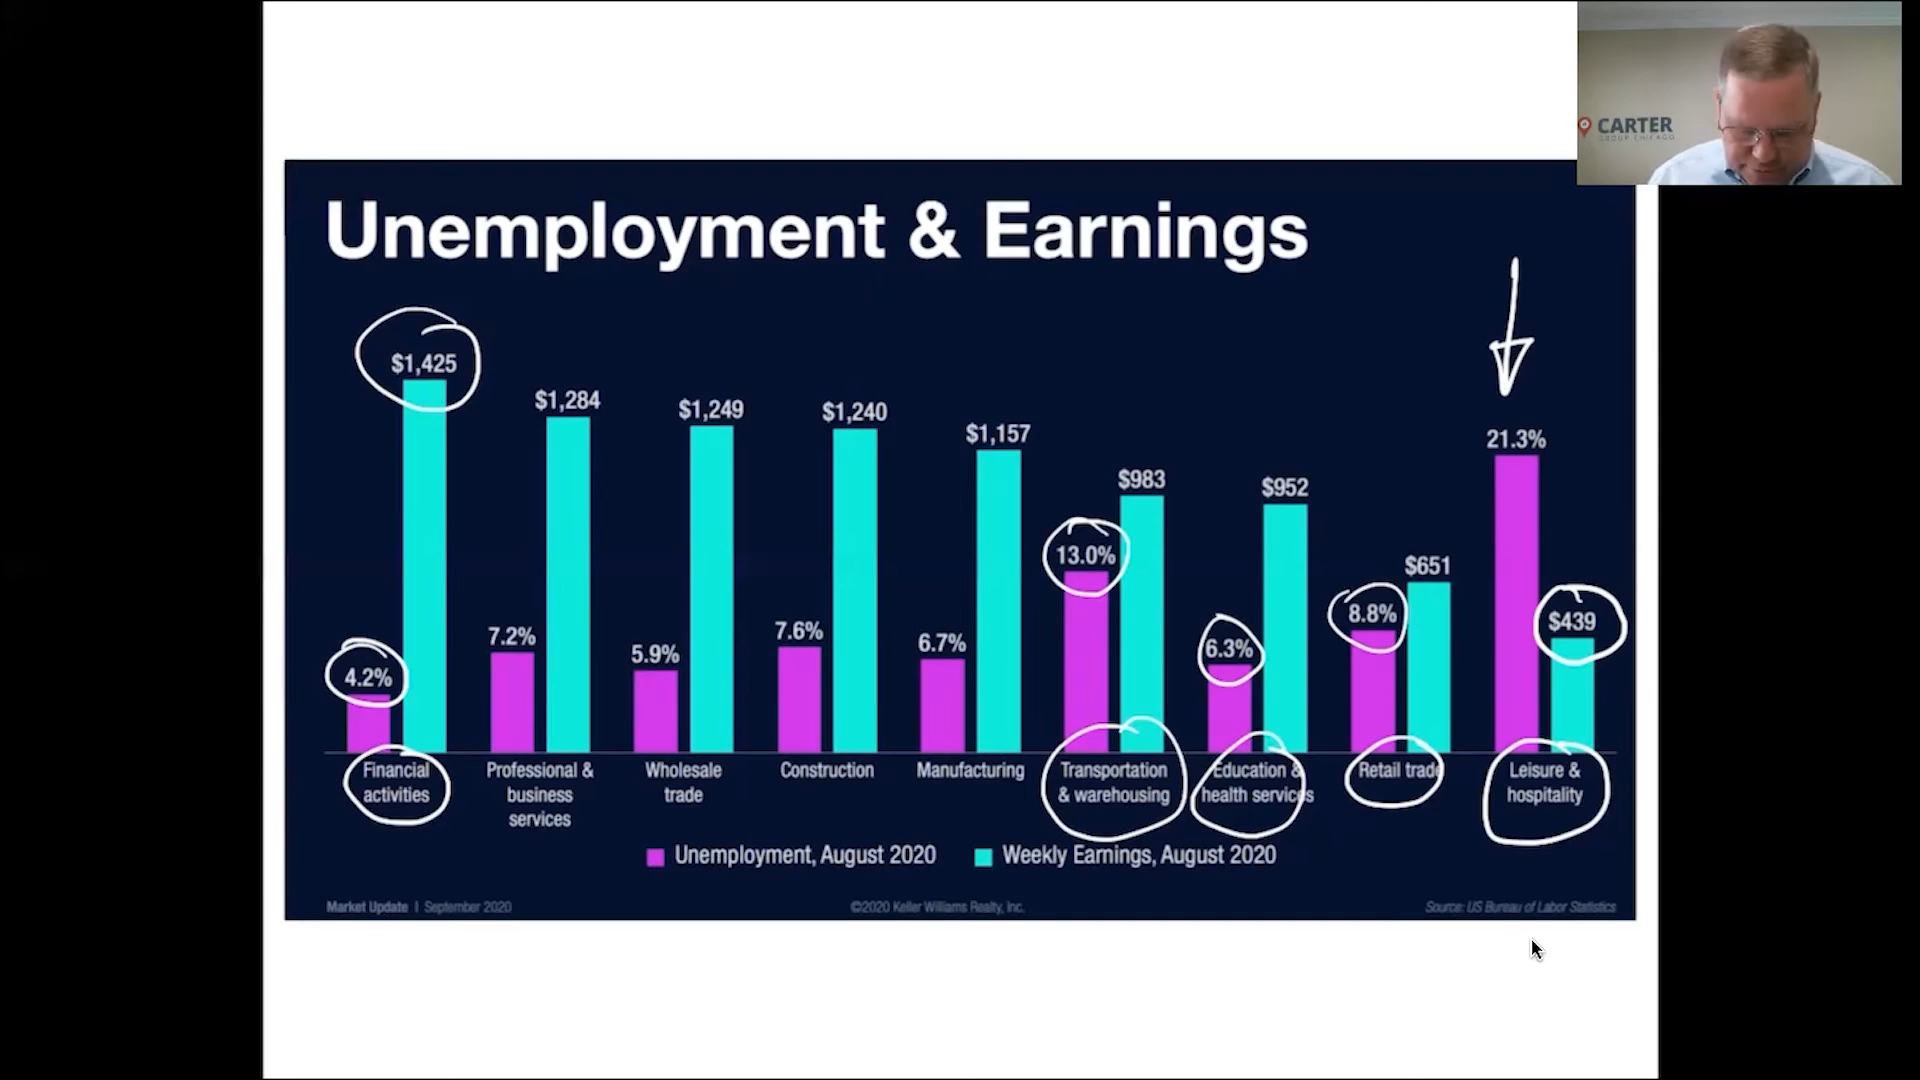 CARTER
GROUP CHICAGO
Unemployment & Earnings
$1,425
$1,284
$1,249
$1,240
$1,157
$983
$952
$651
21.3%
$439
13.0%
8.8%
7.2%
5.9%
7.6%
6.7%
6.3%
4.2%
Financial
activities
Professional &
business
services
Wholesale
trade
Construction
Manufacturing
Transportation
& warehousing
Education &
health services
Retail trade
Leisure &
hospitality
Unemployment, August 2020
Weekly Earnings, August 2020
Market Update | September 2020
©2020 Keller Williams Realty, Inc.
Source: US Bureau of Labor Statistics